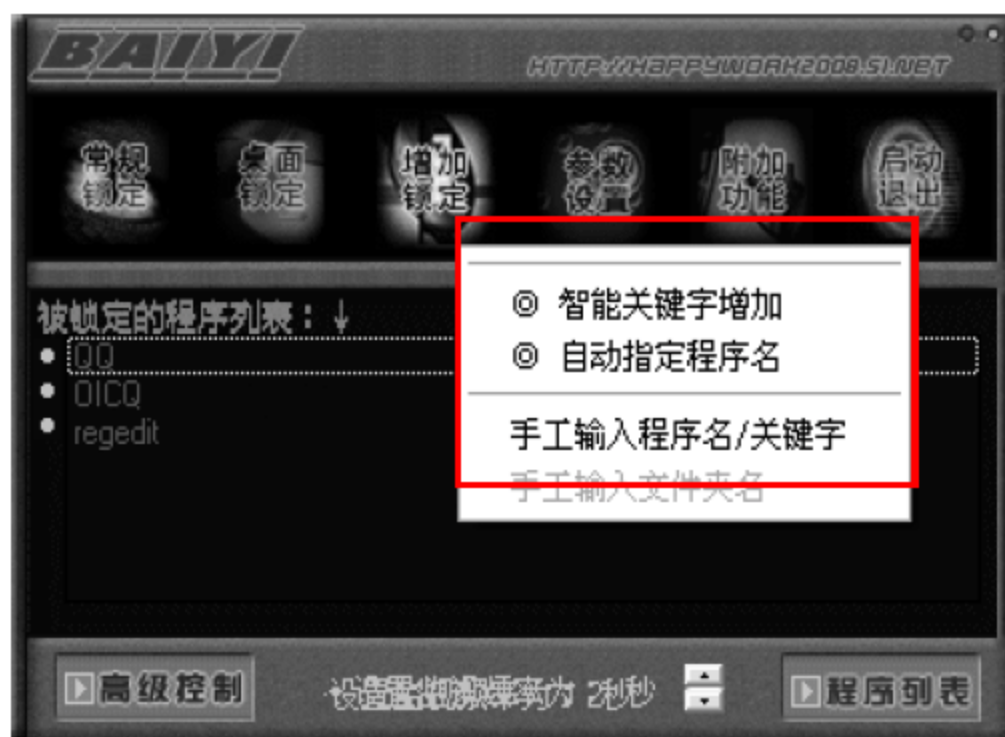 BAIYI
HTTP://HAPPYWORK2008.51.NET
常规 锁定
桌面 锁定
增加 锁定
参数 设置
附加 功能
启动 退出
被锁定的程序列表：↓
QQ
OICQ
regedit
◎ 智能关键字增加
◎ 自动指定程序名
手工输入程序名/关键字
手工输入文件夹名
高级控制
2秒
程序列表